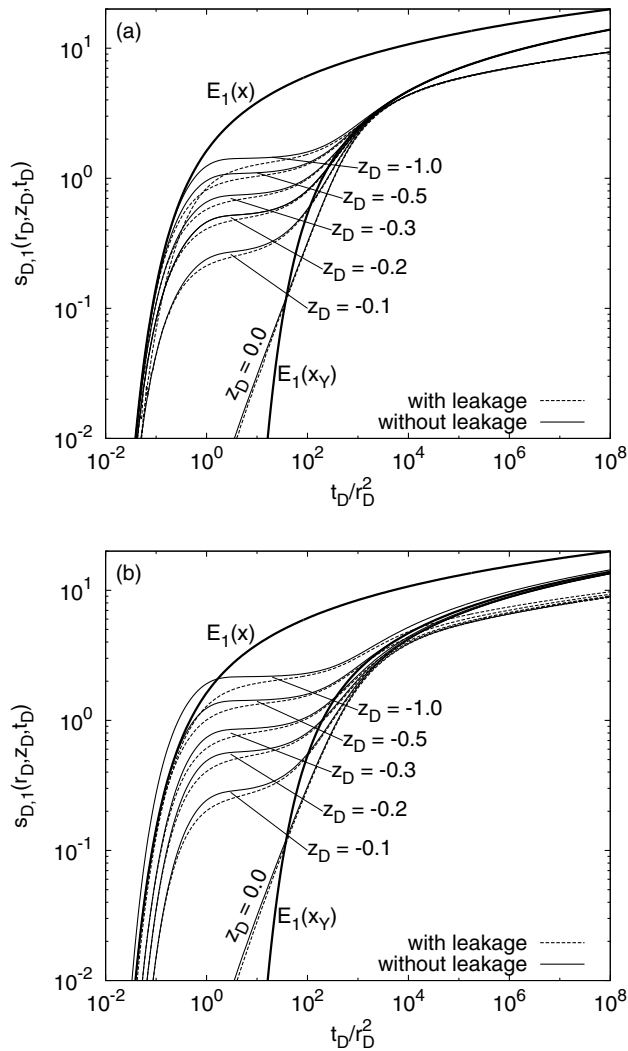 (a)
10^1
10^0
10^-1
10^-2
s_D,1(r_D,z_D,t_D)
E_1(x)
z_D = -1.0
z_D = -0.5
z_D = -0.3
z_D = -0.2
z_D = -0.1
z_D = 0.0
E_1(x_Y)
with leakage
without leakage
10^-2 10^0 10^2 10^4 10^6 10^8
t_D/r_D^2
(b)
10^1
10^0
10^-1
10^-2
s_D,1(r_D,z_D,t_D)
E_1(x)
z_D = -1.0
z_D = -0.5
z_D = -0.3
z_D = -0.2
z_D = -0.1
z_D = 0.0
E_1(x_Y)
with leakage
without leakage
10^-2 10^0 10^2 10^4 10^6 10^8
t_D/r_D^2